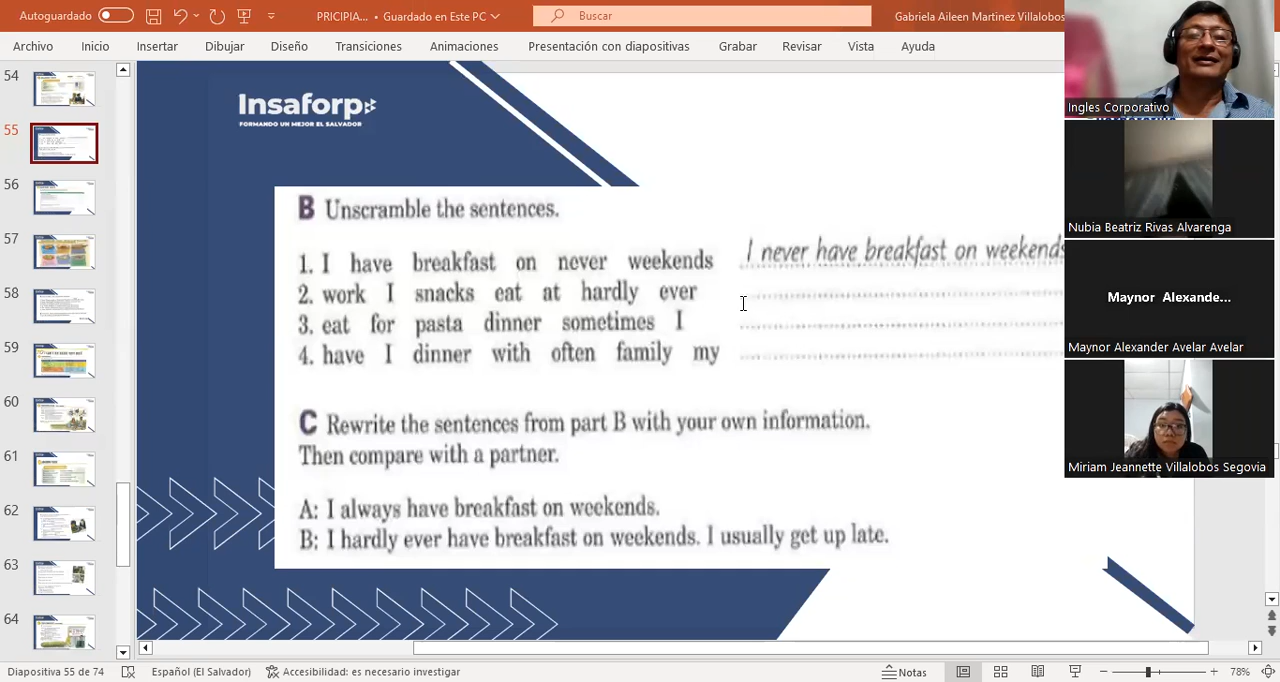 Autoguardado
PRICIPIA... • Guardado en Este PC
Buscar
Gabriela Aileen Martinez Villalobos
Archivo Inicio Insertar Dibujar Diseño Transiciones Animaciones Presentación con diapositivas Grabar Revisar Vista Ayuda
Ingles Corporativo
Nubia Beatriz Rivas Alvarenga
Maynor Alexande...
Maynor Alexander Avelar Avelar
Miriam Jeannette Villalobos Segovia
54
55
56
57
58
59
60
61
62
63
64
Insaforp
FORMANDO UN MEJOR EL SALVADOR
B Unscramble the sentences.
1. I have breakfast on never weekends I never have breakfast on weekends
2. work I snacks eat at hardly ever
3. eat for pasta dinner sometimes I
4. have I dinner with often family my
C Rewrite the sentences from part B with your own information.
Then compare with a partner.
A: I always have breakfast on weekends.
B: I hardly ever have breakfast on weekends. I usually get up late.
Diapositiva 55 de 74 Español (El Salvador) Accesibilidad: es necesario investigar Notas 78%